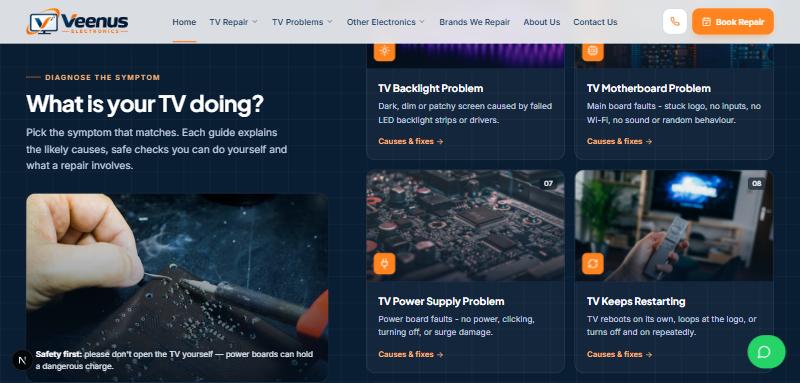 Veenus
ELECTRONICS
Home
TV Repair
TV Problems
Other Electronics
Brands We Repair
About Us
Contact Us
Book Repair
DIAGNOSE THE SYMPTOM
What is your TV doing?
Pick the symptom that matches. Each guide explains
the likely causes, safe checks you can do yourself and
what a repair involves.
Safety first: please don't open the TV yourself — power boards can hold
a dangerous charge.
N
TV Backlight Problem
Dark, dim or patchy screen caused by failed
LED backlight strips or drivers.
Causes & fixes →
TV Motherboard Problem
Main board faults - stuck logo, no inputs, no
Wi-Fi, no sound or random behaviour.
Causes & fixes →
07
TV Power Supply Problem
Power board faults - no power, clicking,
turning off, or surge damage.
Causes & fixes →
08
TV Keeps Restarting
TV reboots on its own, loops at the logo, or
turns off and on repeatedly.
Causes & fixes →